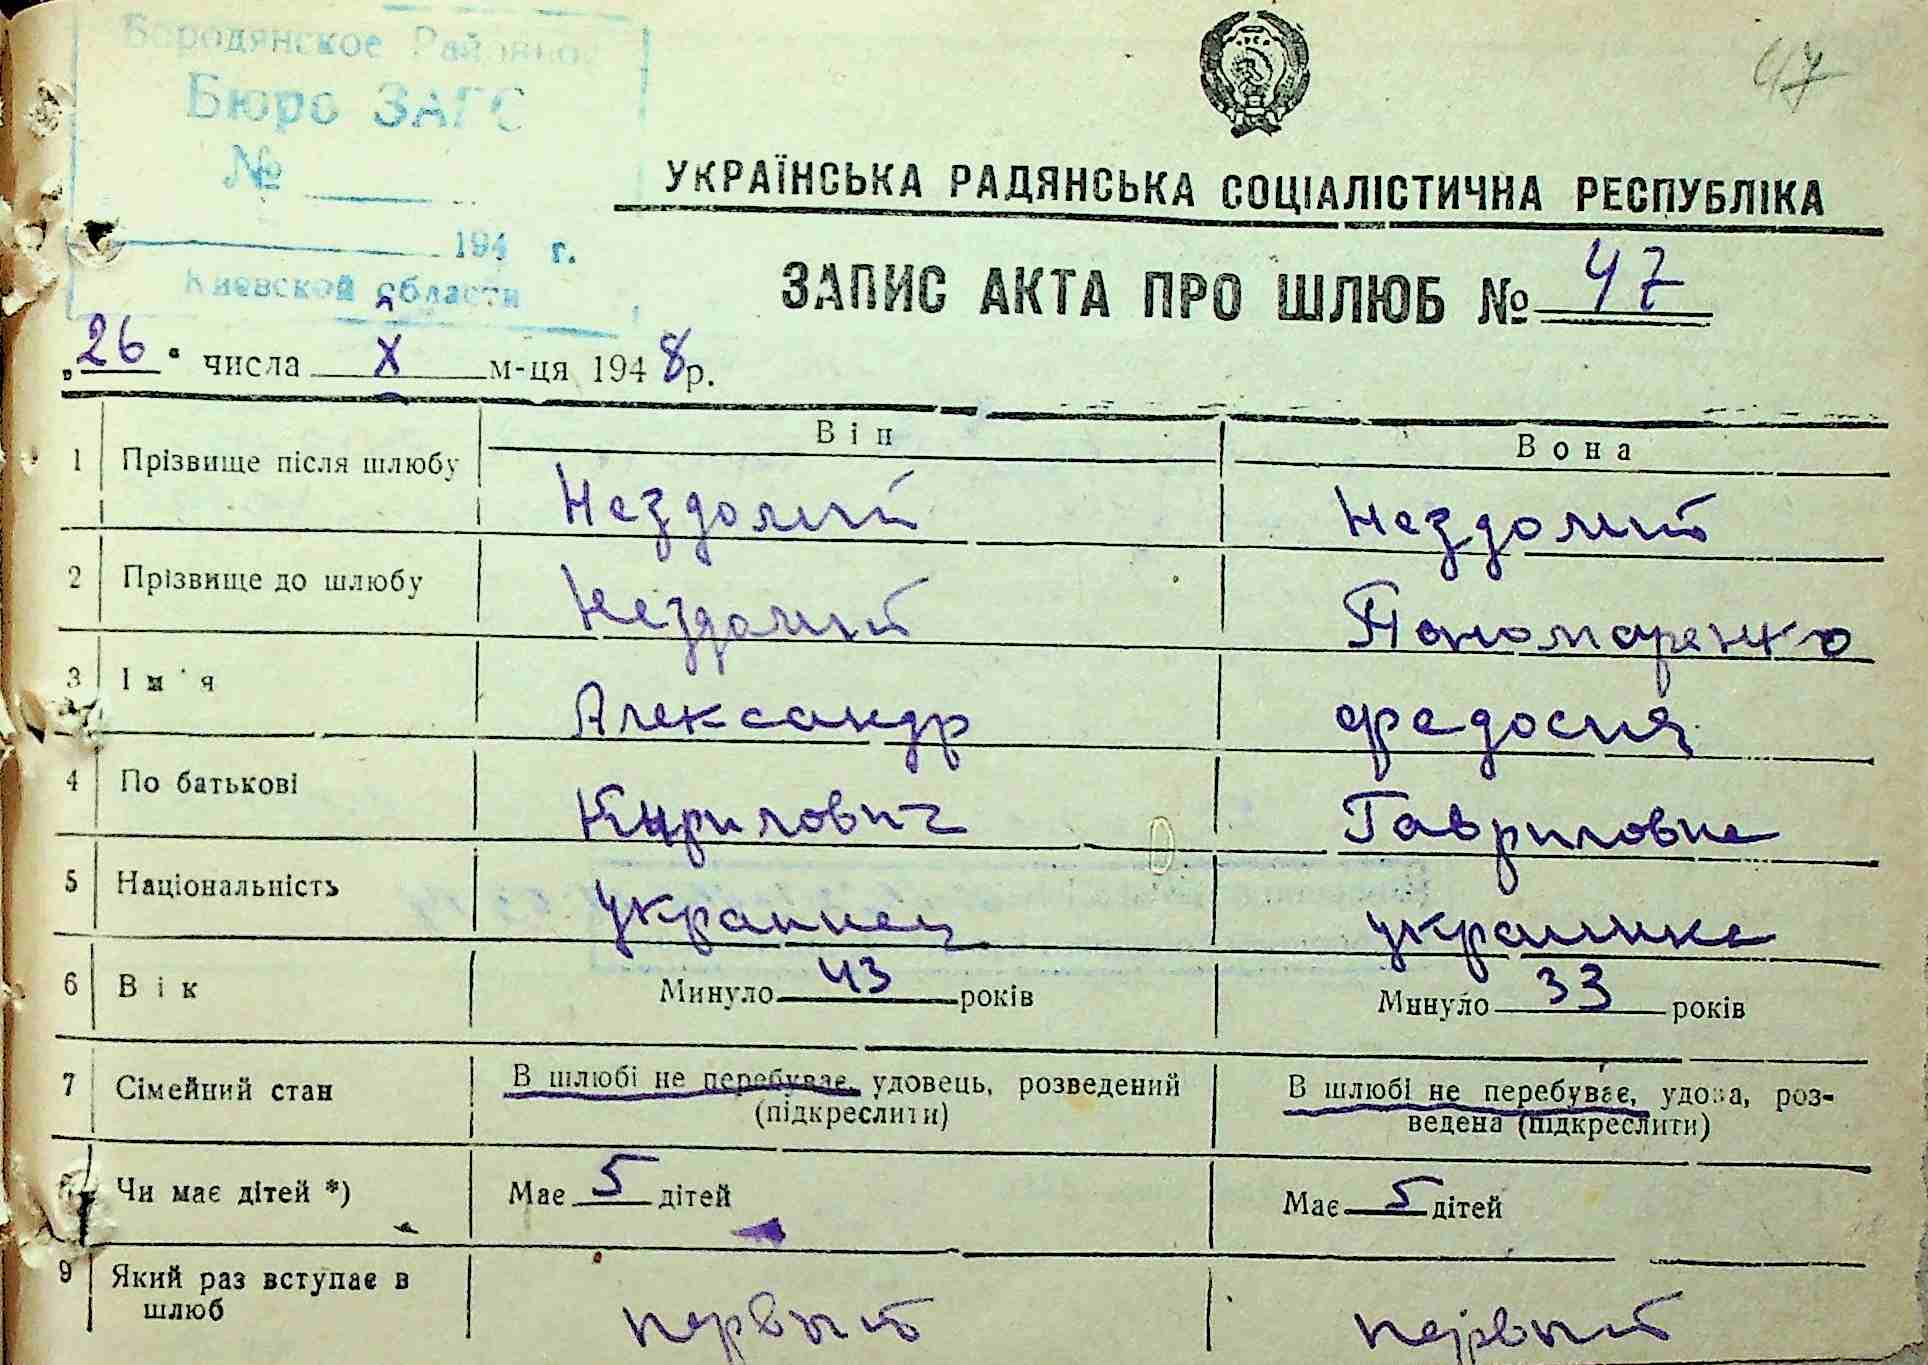 Бородянское Районное
Бюро ЗАГС
№
194 г.
Киевской области
47
УКРАЇНСЬКА РАДЯНСЬКА СОЦІАЛІСТИЧНА РЕСПУБЛІКА
ЗАПИС АКТА ПРО ШЛЮБ № 47
„26“ числа X м-ця 1948р.
Він Вона
1 Прізвище після шлюбу Нездолий Нездолий
2 Прізвище до шлюбу Нездолий Пономаренко
3 Ім'я Александр Федосия
4 По батькові Кирилович Гавриловна
5 Національність украинец украинка
6 Вік Минуло 43 років Минуло 33 років
7 Сімейний стан В шлюбі не перебуває, удовець, розведений (підкреслити) В шлюбі не перебуває, удова, роз-
ведена (підкреслити)
8 Чи має дітей *) Має 5 дітей Має 5 дітей
9 Який раз вступає в шлюб первый первый